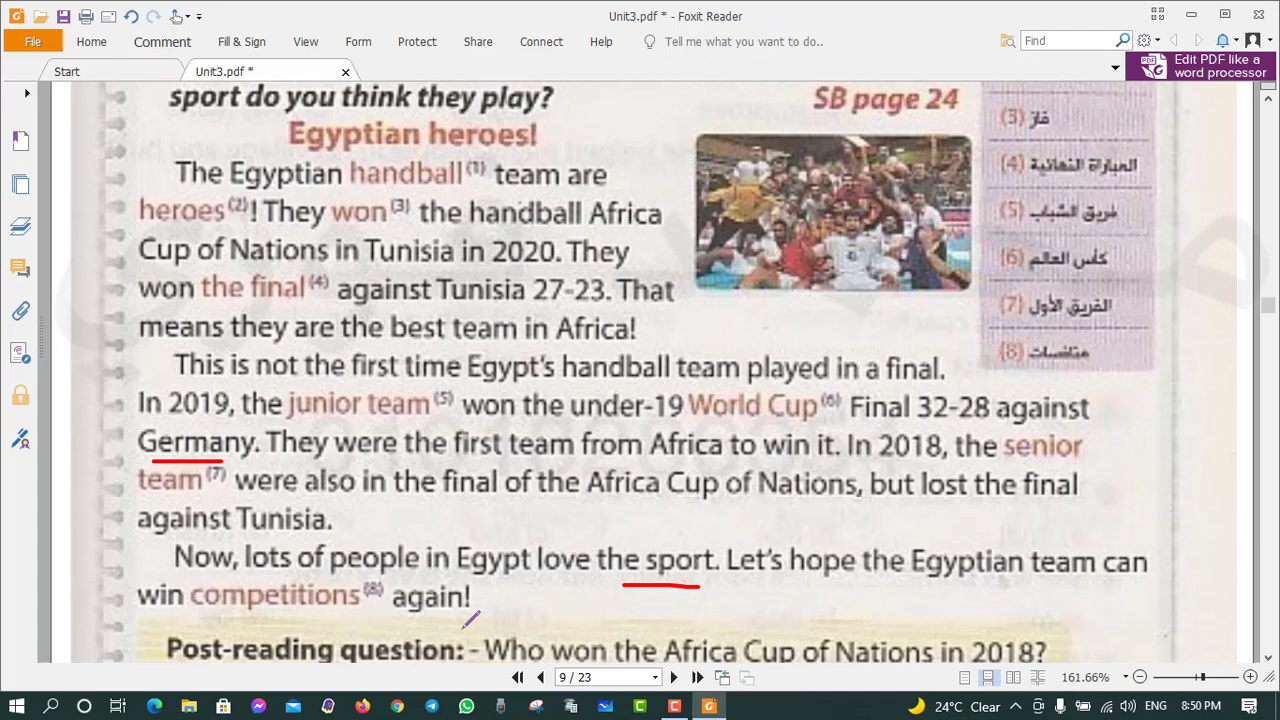 Unit3.pdf * - Foxit Reader
File Home Comment Fill & Sign View Form Protect Share Connect Help Tell me what you want to do.. Find
Start Unit3.pdf * Edit PDF like a
word processor
sport do you think they play?
SB page 24
Egyptian heroes!
The Egyptian handball (1) team are
heroes(2)! They won (3) the handball Africa
Cup of Nations in Tunisia in 2020. They
won the final (4) against Tunisia 27-23. That
means they are the best team in Africa!
This is not the first time Egypt's handball team played in a final.
In 2019, the junior team (5) won the under-19 World Cup (6) Final 32-28 against
Germany. They were the first team from Africa to win it. In 2018, the senior
team (7) were also in the final of the Africa Cup of Nations, but lost the final
against Tunisia.
Now, lots of people in Egypt love the sport. Let's hope the Egyptian team can
win competitions (8) again!
Post-reading question: - Who won the Africa Cup of Nations in 2018?
(3) فاز
(4) المباراة النهائية
(5) فريق الشباب
(6) كأس العالم
(7) الفريق الأول
(8) منافسات
9 / 23 161.66%
24°C Clear ENG 8:50 PM